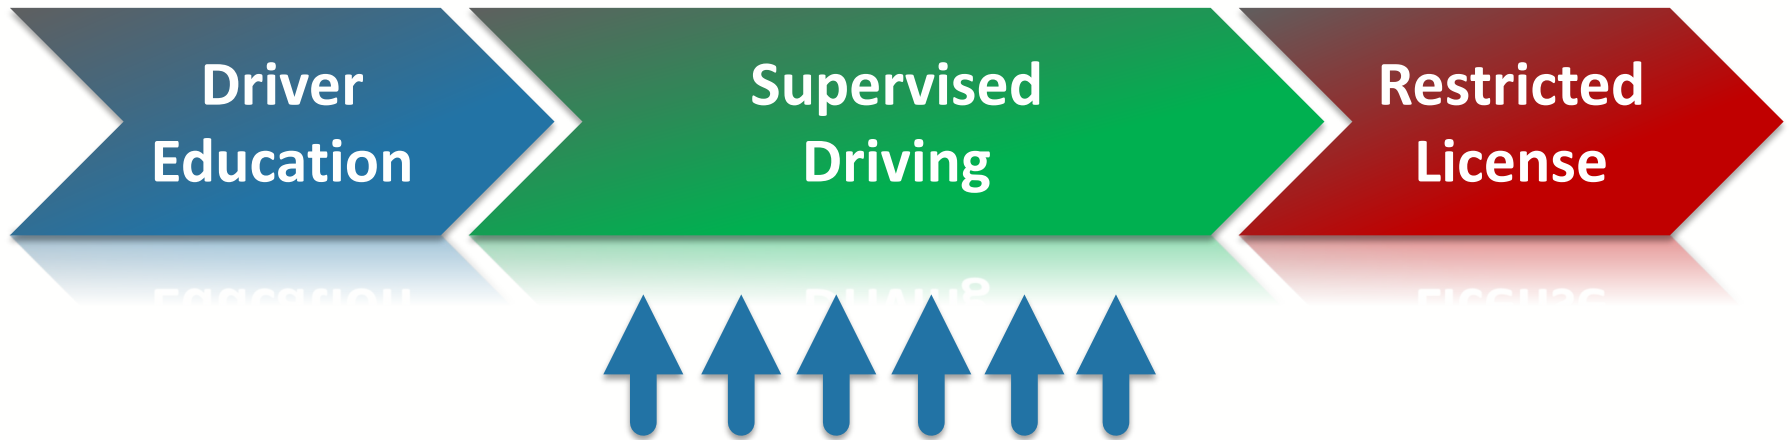 Driver
Education
Supervised
Driving
Restricted
License